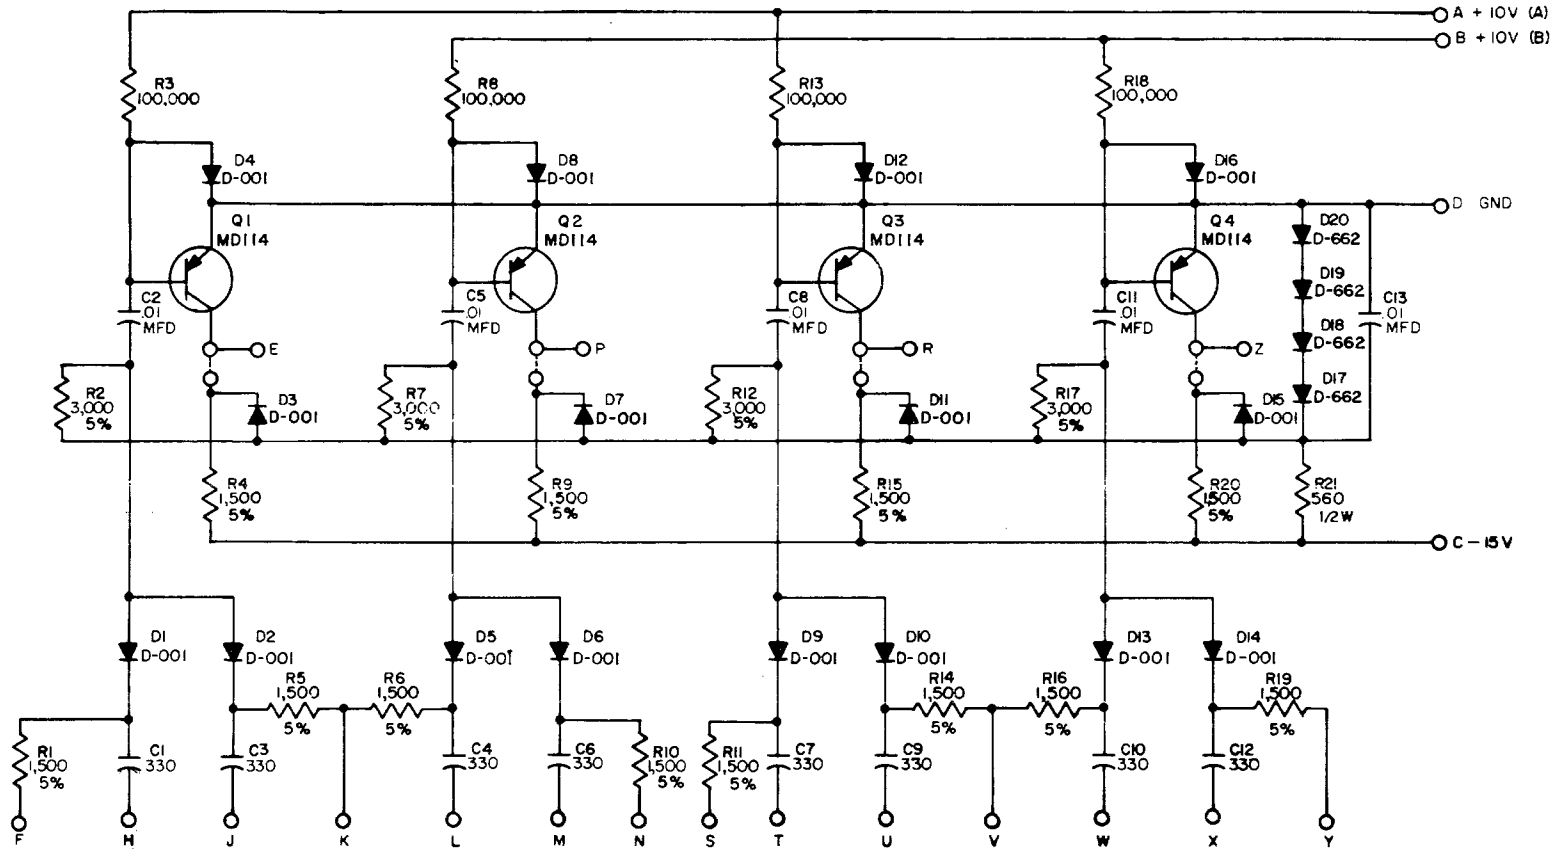 A + 10V (A)
B + 10V (B)
R3
100,000
R8
100,000
R13
100,000
R18
100,000
D4
D-001
D8
D-001
D12
D-001
D16
D-001
D GND
Q1
MD114
Q2
MD114
Q3
MD114
Q4
MD114
D20
D-662
D19
D-662
D18
D-662
D17
D-662
C13
.01
MFD
C2
.01
MFD
C5
.01
MFD
C8
.01
MFD
C11
.01
MFD
E
P
R
Z
R2
3,000
5%
D3
D-001
R7
3,000
5%
D7
D-001
R12
3,000
5%
D11
D-001
R17
3,000
5%
D15
D-001
R4
1,500
5%
R9
1,500
5%
R15
1,500
5%
R20
1,500
5%
R21
560
1/2W
C - 15V
D1
D-001
D2
D-001
D5
D-001
D6
D-001
D9
D-001
D10
D-001
D13
D-001
D14
D-001
R5
1,500
5%
R6
1,500
5%
R14
1,500
5%
R16
1,500
5%
R19
1,500
5%
R1
1,500
5%
C1
330
C3
330
C4
330
C6
330
R10
1,500
5%
R11
1,500
5%
C7
330
C9
330
C10
330
C12
330
F H J K L M N S T U V W X Y